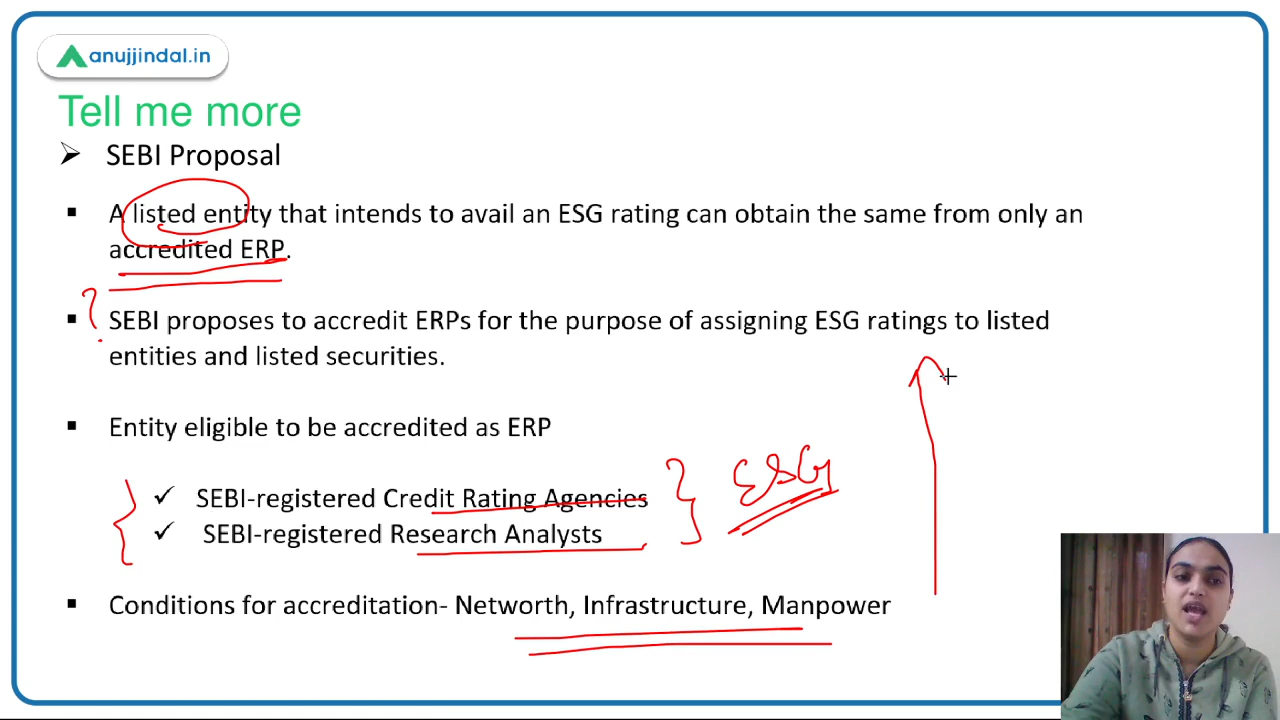 anujjindal.in
Tell me more
SEBI Proposal
A listed entity that intends to avail an ESG rating can obtain the same from only an
accredited ERP.
SEBI proposes to accredit ERPs for the purpose of assigning ESG ratings to listed
entities and listed securities.
Entity eligible to be accredited as ERP
SEBI-registered Credit Rating Agencies
SEBI-registered Research Analysts
ESG
Conditions for accreditation- Networth, Infrastructure, Manpower